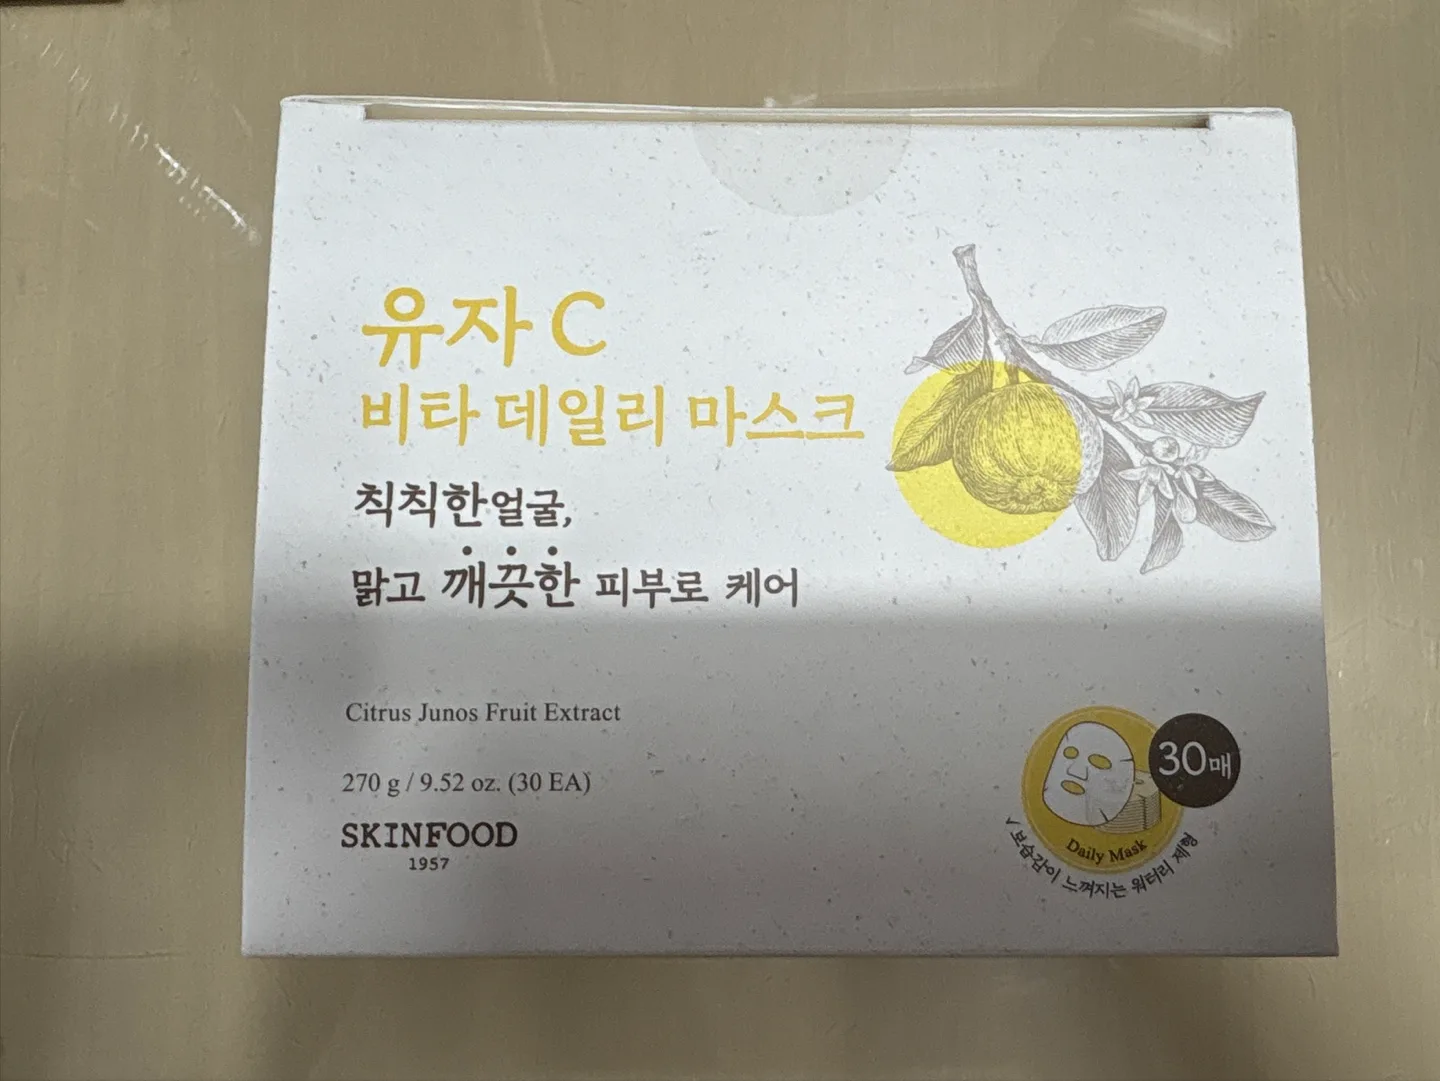 유자 C
비타 데일리 마스크
칙칙한 얼굴,
맑고 깨끗한 피부로 케어
Citrus Junos Fruit Extract
270 g / 9.52 oz. (30 EA)
SKINFOOD
1957
30매
Daily Mask
√ 보습감이 느껴지는 워터리 제형